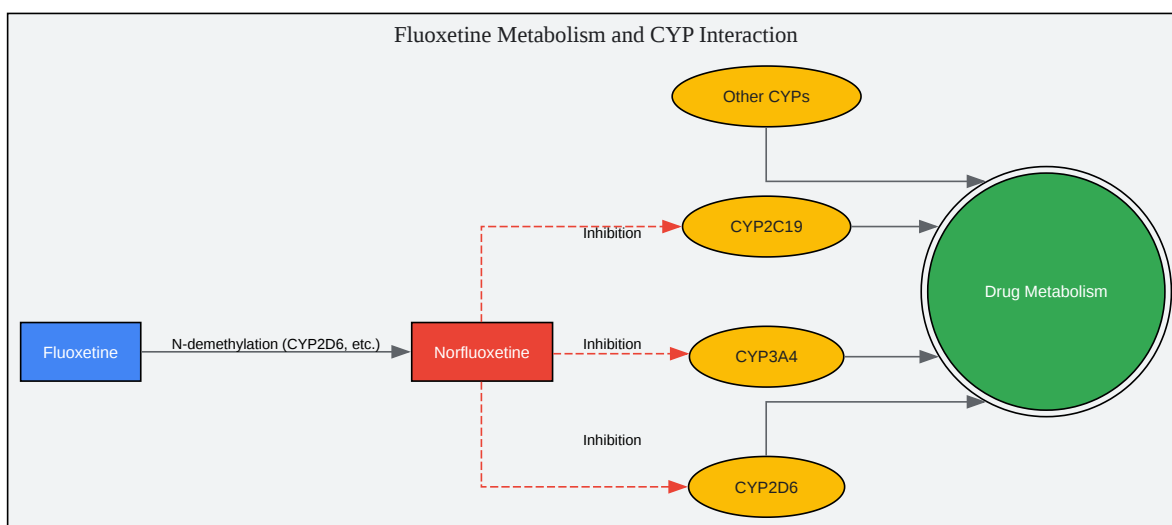 Fluoxetine Metabolism and CYP Interaction
Other CYPs
CYP2C19
Inhibition
Drug Metabolism
Fluoxetine
N-demethylation (CYP2D6, etc.)
Norfluoxetine
Inhibition
CYP3A4
Inhibition
CYP2D6